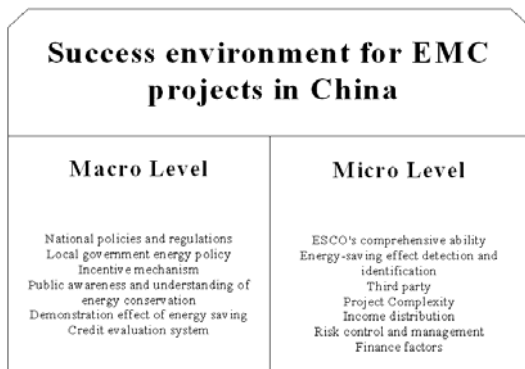 Success environment for EMC
projects in China
Macro Level
National policies and regulations
Local government energy policy
Incentive mechanism
Public awareness and understanding of
energy conservation
Demonstration effect of energy saving
Credit evaluation system
Micro Level
ESCO's comprehensive ability
Energy-saving effect detection and
identification
Third party
Project Complexity
Income distribution
Risk control and management
Finance factors